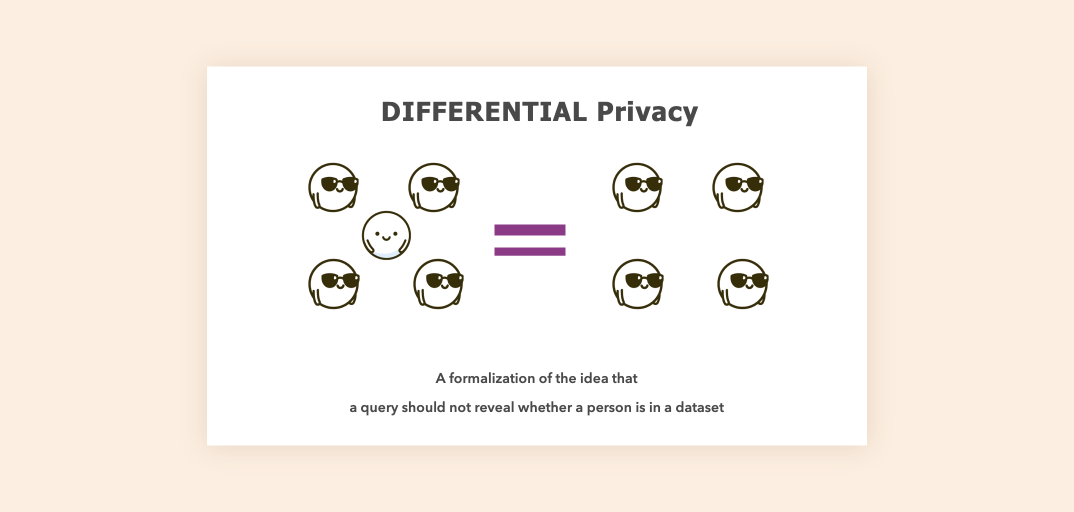 DIFFERENTIAL Privacy
A formalization of the idea that
a query should not reveal whether a person is in a dataset